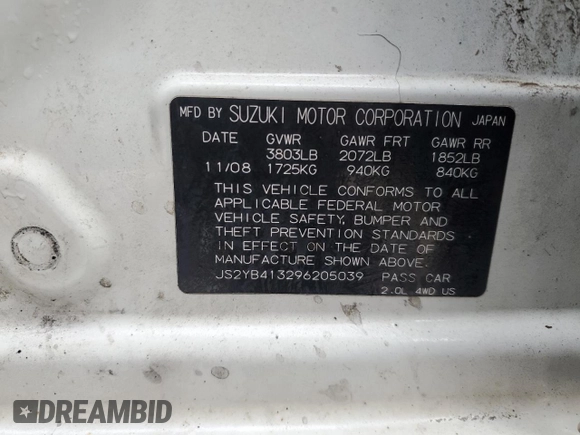 MFD BY SUZUKI MOTOR CORPORATION JAPAN
DATE GVWR GAWR FRT GAWR RR
3803LB 2072LB 1852LB
11/08 1725KG 940KG 840KG
THIS VEHICLE CONFORMS TO ALL
APPLICABLE FEDERAL MOTOR
VEHICLE SAFETY, BUMPER AND
THEFT PREVENTION STANDARDS
IN EFFECT ON THE DATE OF
MANUFACTURE SHOWN ABOVE.
JS2YB413296205039 PASS CAR
2.0L 4WD US
DREAMBID